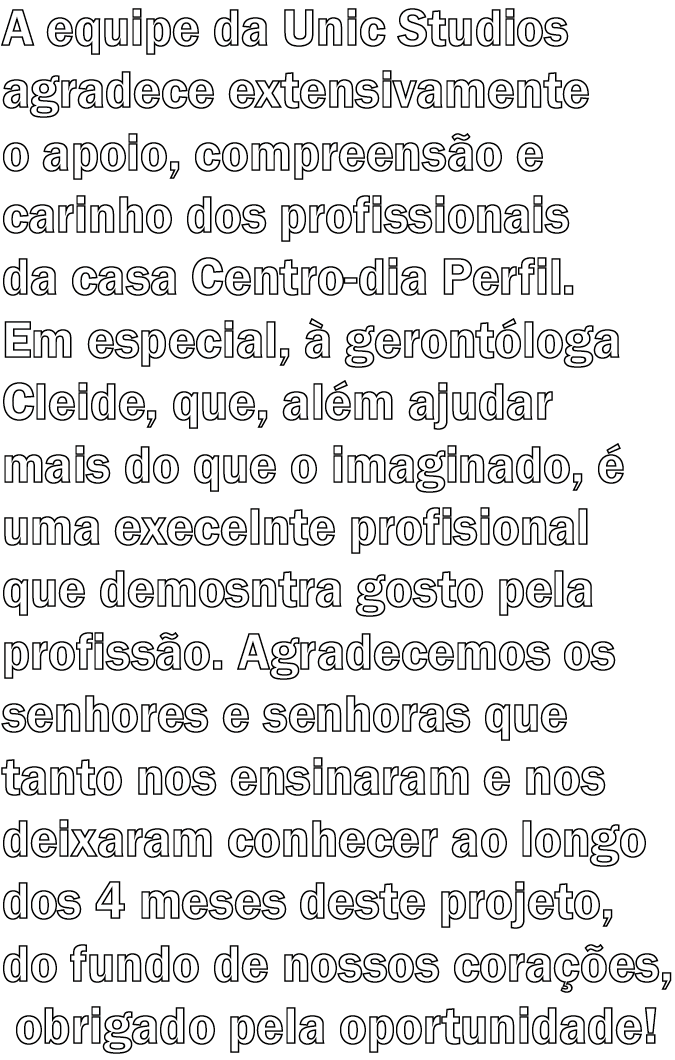 A equipe da Unic Studios
agradece extensivamente
o apoio, compreensão e
carinho dos profissionais
da casa Centro-dia Perfil.
Em especial, à gerontóloga
Cleide, que, além ajudar
mais do que o imaginado, é
uma execelnte profisional
que demosntra gosto pela
profissão. Agradecemos os
senhores e senhoras que
tanto nos ensinaram e nos
deixaram conhecer ao longo
dos 4 meses deste projeto,
do fundo de nossos corações,
obrigado pela oportunidade!